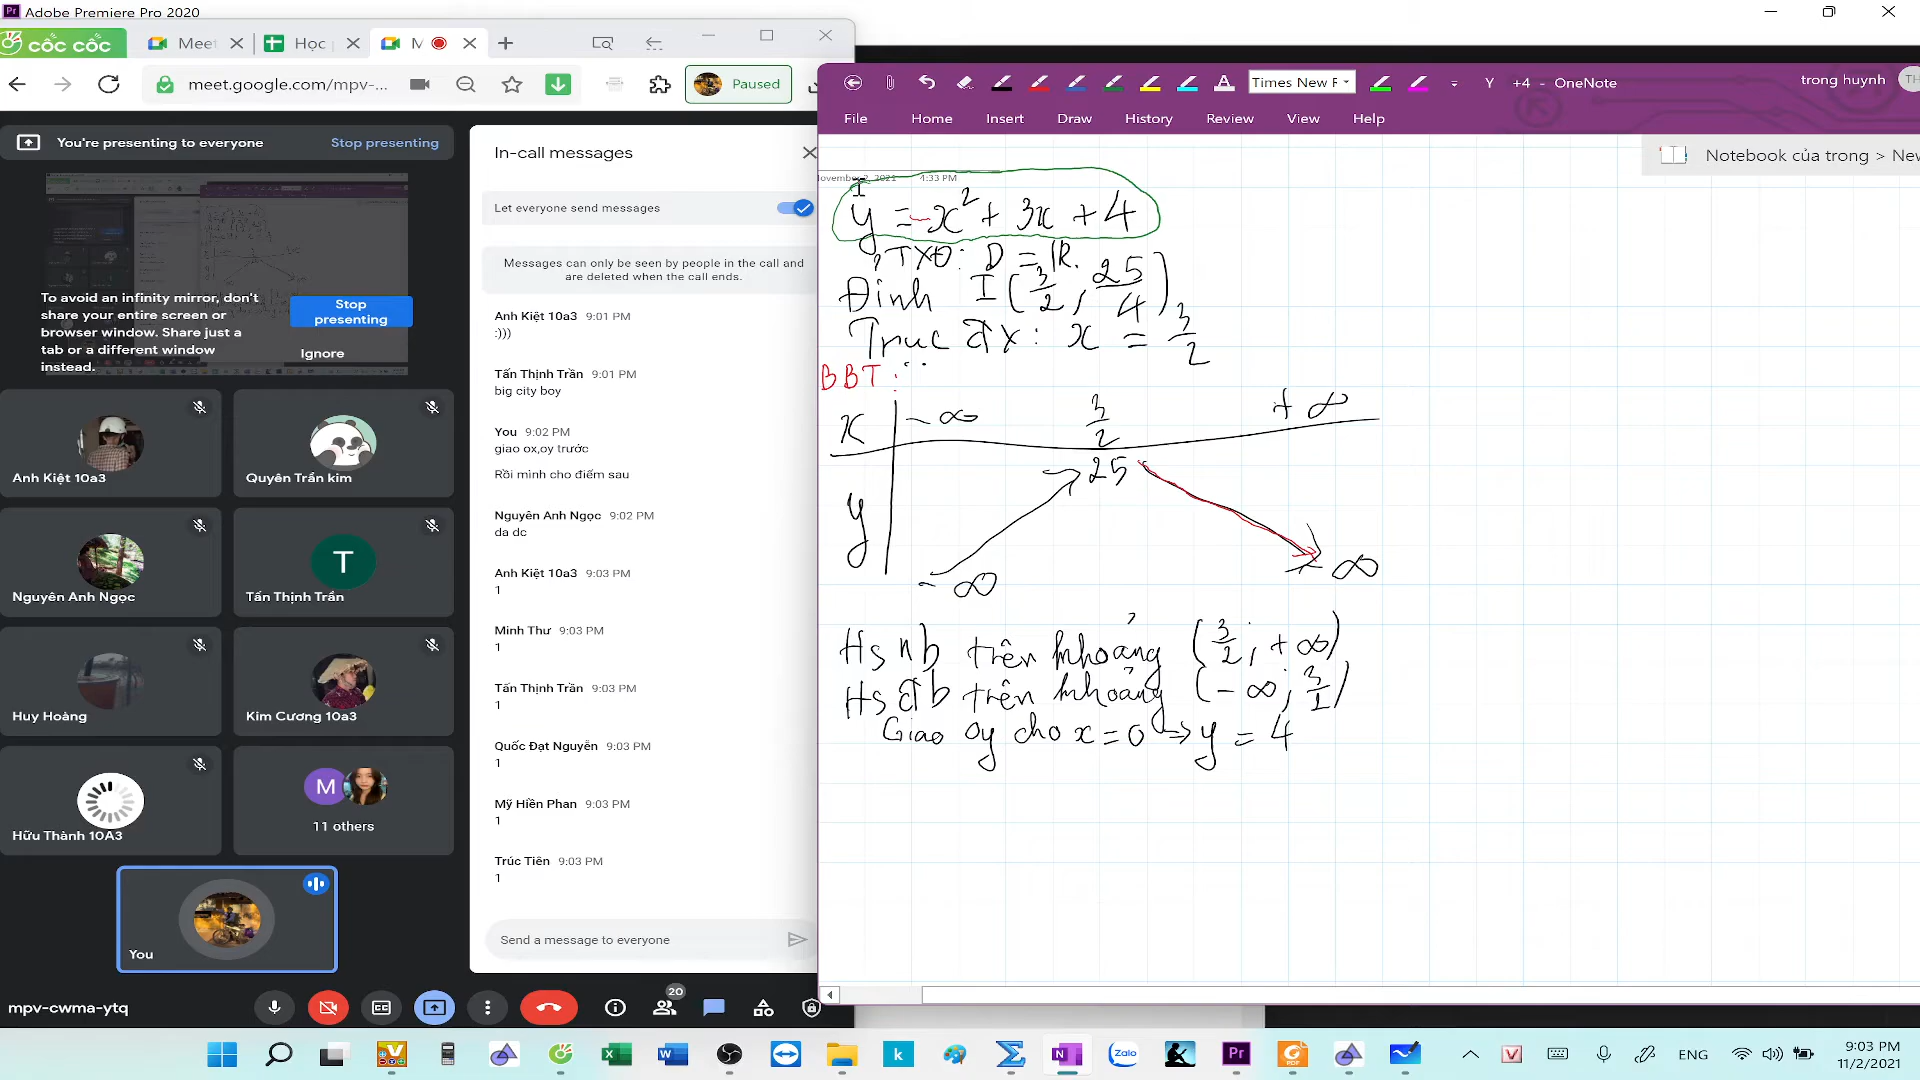 Adobe Premiere Pro 2020
cốc cốc
Meet
Học
M
meet.google.com/mpv-...
Paused
You're presenting to everyone
Stop presenting
To avoid an infinity mirror, don't
share your entire screen or
browser window. Share just a
tab or a different window
instead.
Stop
presenting
Ignore
Anh Kiệt 10a3
Quyên Trần kim
Nguyên Anh Ngọc
T
Tấn Thịnh Trần
Huy Hoàng
Kim Cương 10a3
Hữu Thành 10A3
M
11 others
You
mpv-cwma-ytq
20
In-call messages
Let everyone send messages
Messages can only be seen by people in the call and
are deleted when the call ends.
Anh Kiệt 10a3 9:01 PM
:)))
Tấn Thịnh Trần 9:01 PM
big city boy
You 9:02 PM
giao ox,oy trước
Rồi mình cho điểm sau
Nguyên Anh Ngọc 9:02 PM
da dc
Anh Kiệt 10a3 9:03 PM
1
Minh Thư 9:03 PM
1
Tấn Thịnh Trần 9:03 PM
1
Quốc Đạt Nguyễn 9:03 PM
1
Mỹ Hiền Phan 9:03 PM
1
Trúc Tiên 9:03 PM
1
Send a message to everyone
Times New F
Y +4 - OneNote
trong huynh
TH
File Home Insert Draw History Review View Help
Notebook của trong > New
4:33 PM
y = -x² + 3x + 4
TXĐ: D = R.
Đỉnh I(3/2, 25/4)
Trục đx: x = 3/2
BBT:
x -∞ 3/2 +∞
25
y
-∞ ∞
Hs nb trên khoảng (3/2; +∞)
Hs đb trên khoảng (-∞; 3/1)
Giao oy cho x = 0 => y = 4
ENG
9:03 PM
11/2/2021
Zalo